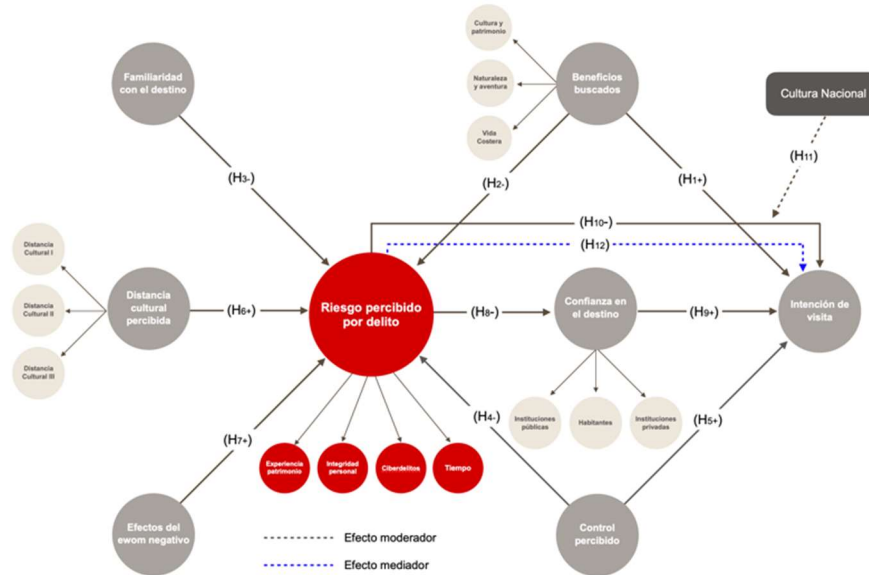 Cultura y
patrimonio
Familiaridad
con el destino
Naturaleza
y aventura
Beneficios
buscados
Cultura Nacional
Vida
Costera
(H11)
(H3-)
(H2-)
(H1+)
(H10-)
(H12)
Distancia
Cultural I
Distancia
Cultural II
Distancia
Cultural III
Distancia
cultural
percibida
(H6+)
Riesgo percibido
por delito
(H8-)
Confianza en
el destino
(H9+)
Intención de
visita
(H7+)
(H4-)
(H5+)
Instituciones
públicas
Habitantes
Instituciones
privadas
Experiencia
patrimonio
Integridad
personal
Ciberdelitos
Tiempo
Efectos del
ewom negativo
Control
percibido
Efecto moderador
Efecto mediador